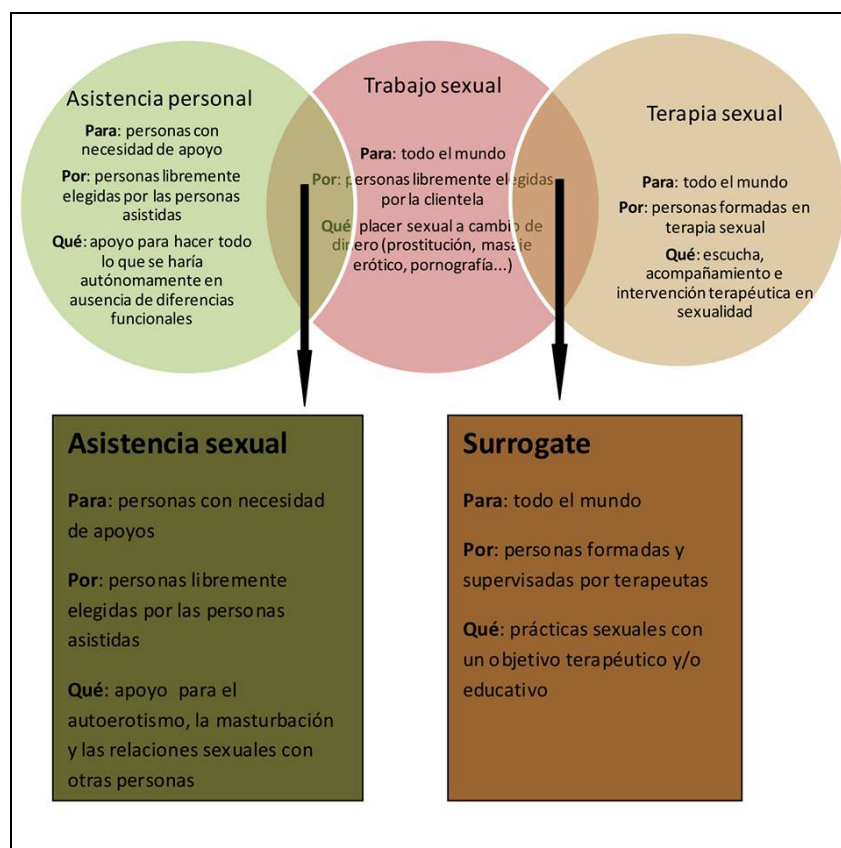 Asistencia personal
Para: personas con
necesidad de apoyo
Por: personas libremente
elegidas por las personas
asistidas
Qué: apoyo para hacer todo
lo que se haría
autónomamente en
ausencia de diferencias
funcionales
Trabajo sexual
Para: todo el mundo
Por: personas libremente elegidas
por la clientela
Qué: placer sexual a cambio de
dinero (prostitución, masaje
erótico, pornografía...)
Terapia sexual
Para: todo el mundo
Por: personas formadas en
terapia sexual
Qué: escucha,
acompañamiento e
intervención terapéutica en
sexualidad
Asistencia sexual
Para: personas con necesidad
de apoyos
Por: personas libremente
elegidas por las personas
asistidas
Qué: apoyo para el
autoerotismo, la masturbación
y las relaciones sexuales con
otras personas
Surrogate
Para: todo el mundo
Por: personas formadas y
supervisadas por terapeutas
Qué: prácticas sexuales con
un objetivo terapéutico y/o
educativo